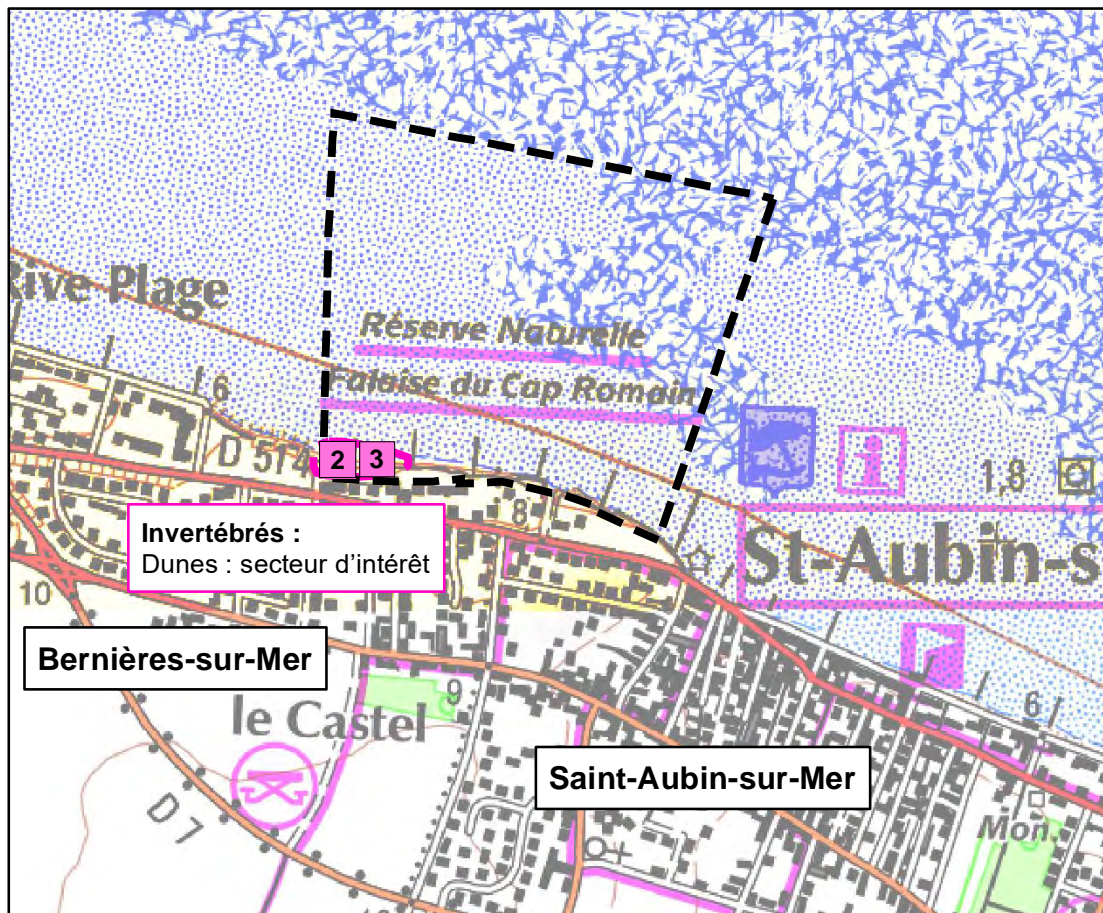 Rive Plage
Réserve Naturelle
Falaise du Cap Romain
6
D 514
2 3
8
1,8
Invertébrés :
Dunes : secteur d’intérêt
St-Aubin-s
10
Bernières-sur-Mer
9
le Castel
6
Saint-Aubin-sur-Mer
D 7
Mon.